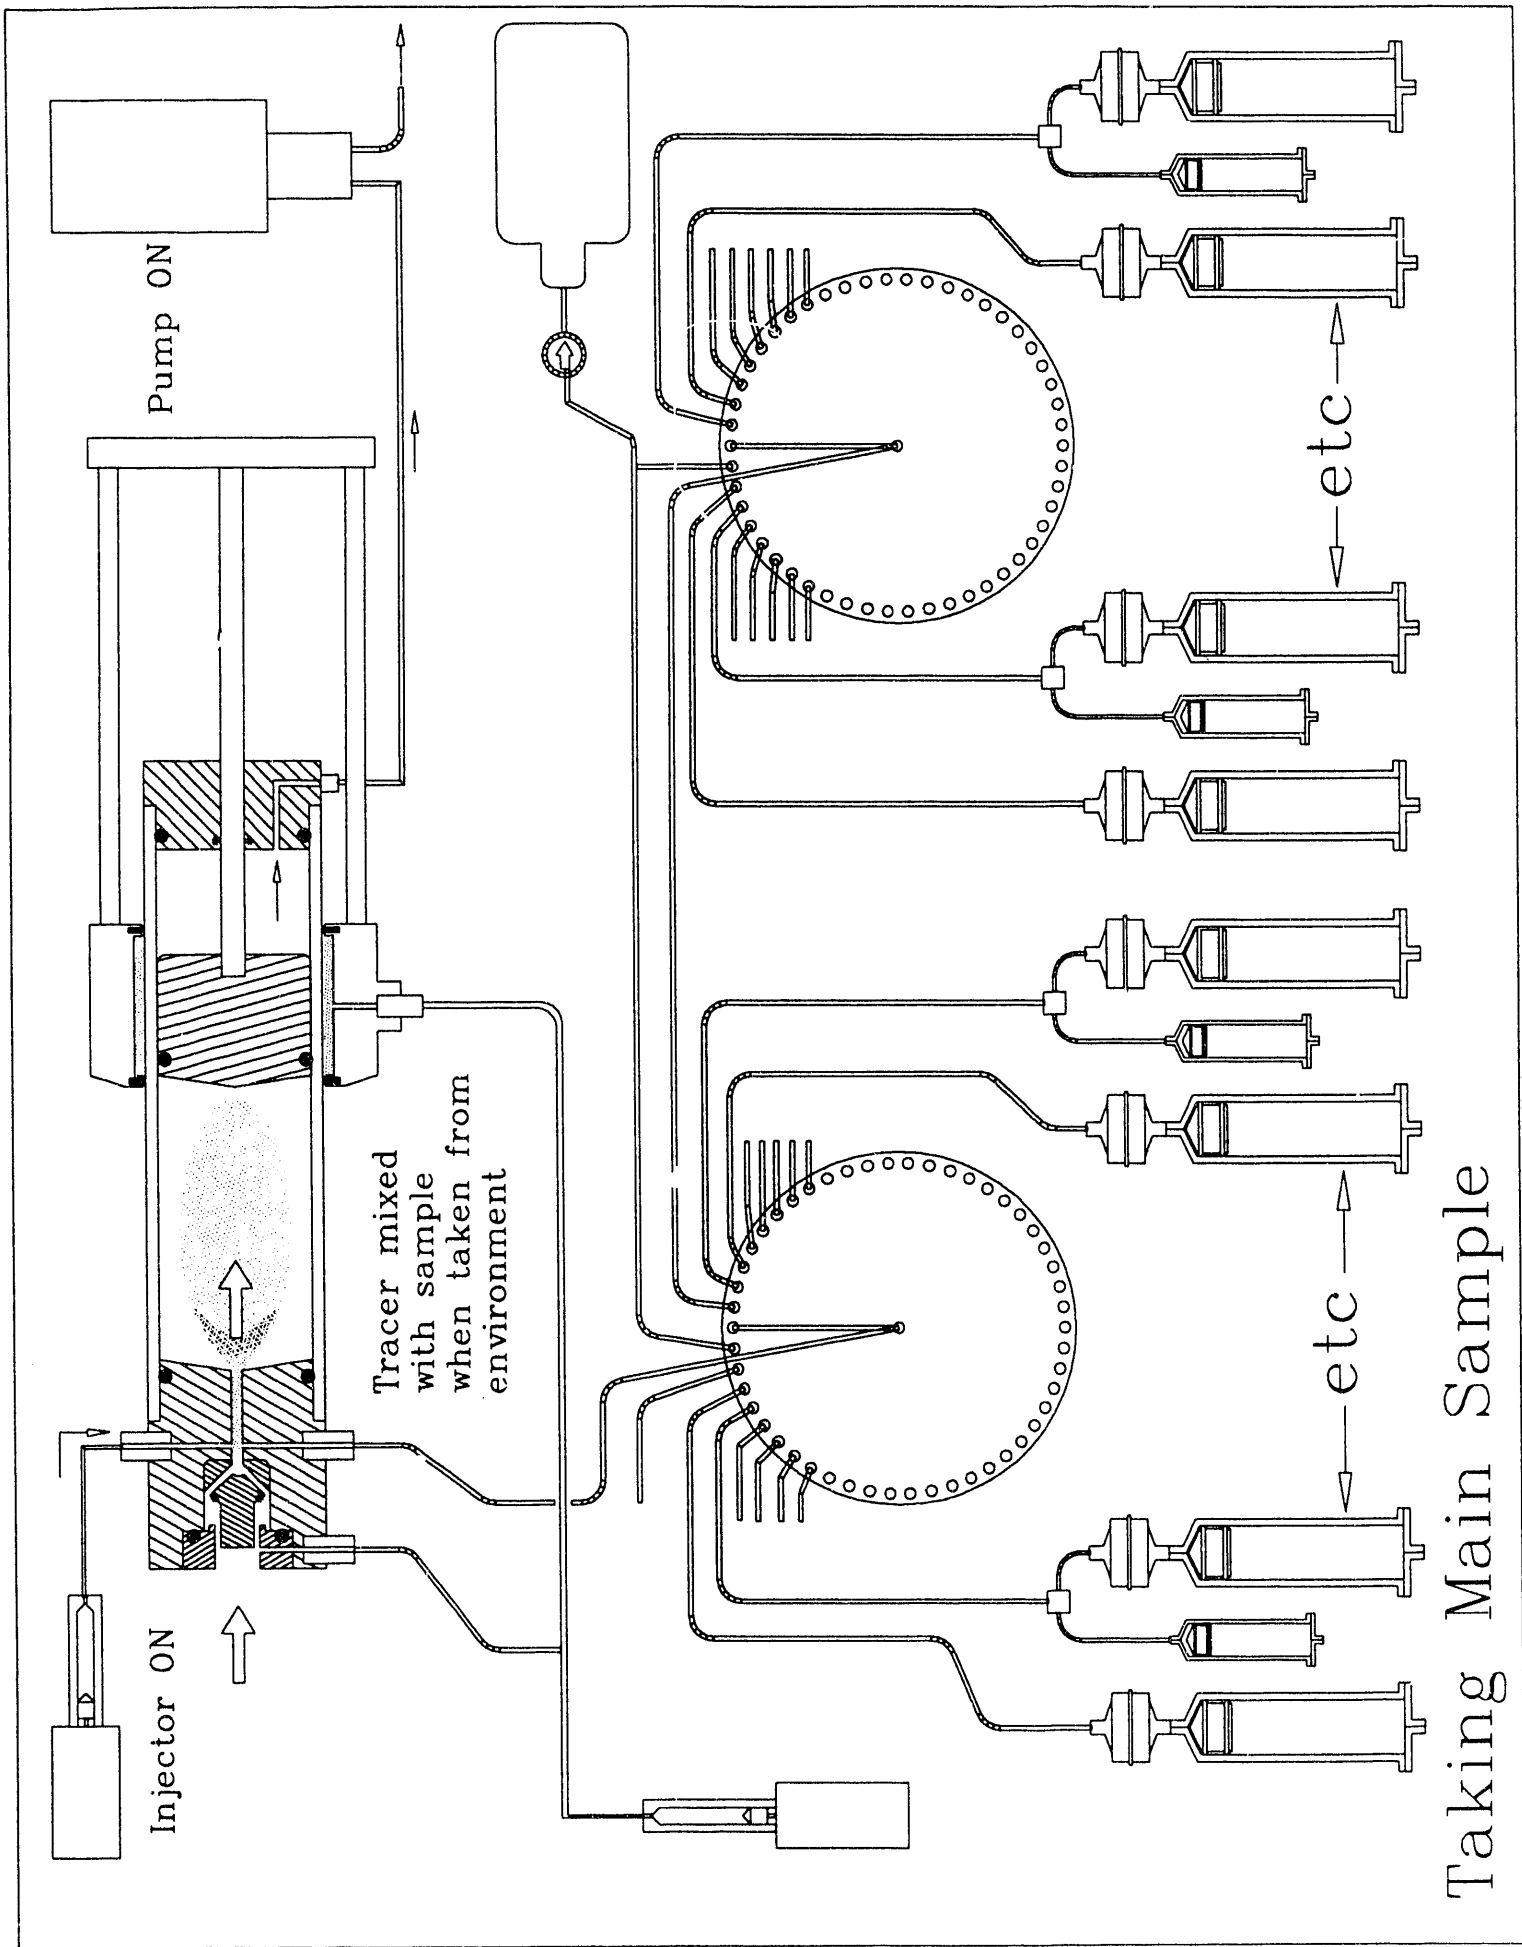 Injector ON
Pump ON
Tracer mixed
with sample
when taken from
environment
etc
etc
Taking Main Sample